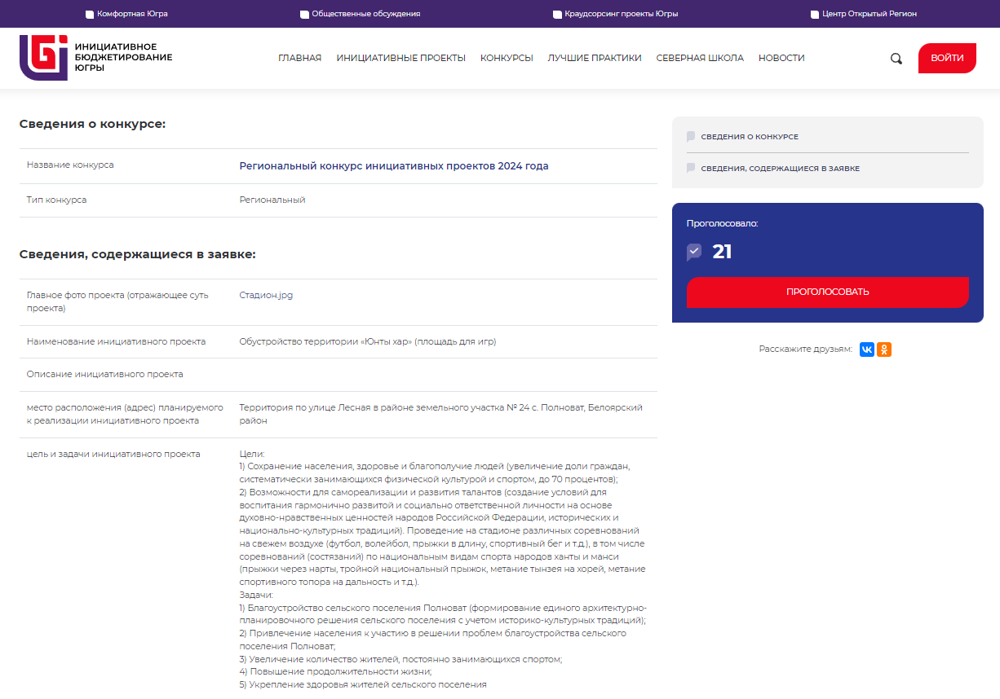 Комфортная Югра
Общественные обсуждения
Краудсорсинг проекты Югры
Центр Открытый Регион
ИНИЦИАТИВНОЕ
БЮДЖЕТИРОВАНИЕ
ЮГРЫ
ГЛАВНАЯ
ИНИЦИАТИВНЫЕ ПРОЕКТЫ
КОНКУРСЫ
ЛУЧШИЕ ПРАКТИКИ
СЕВЕРНАЯ ШКОЛА
НОВОСТИ
ВОЙТИ
Сведения о конкурсе:
Название конкурса
Региональный конкурс инициативных проектов 2024 года
Тип конкурса
Региональный
Сведения, содержащиеся в заявке:
Главное фото проекта (отражающее суть
проекта)
Стадион.jpg
Наименование инициативного проекта
Обустройство территории «Юнты хар» (площадь для игр)
Описание инициативного проекта
место расположения (адрес) планируемого
к реализации инициативного проекта
Территория по улице Лесная в районе земельного участка № 24 с. Полноват, Белоярский
район
цель и задачи инициативного проекта
Цели:
1) Сохранение населения, здоровье и благополучие людей (увеличение доли граждан,
систематически занимающихся физической культурой и спортом, до 70 процентов);
2) Возможности для самореализации и развития талантов (создание условий для
воспитания гармонично развитой и социально ответственной личности на основе
духовно-нравственных ценностей народов Российской Федерации, исторических и
национально-культурных традиций). Проведение на стадионе различных соревнований
на свежем воздухе (футбол, волейбол, прыжки в длину, спортивный бег и т.д.), в том числе
соревнований (состязаний) по национальным видам спорта народов ханты и манси
(прыжки через нарты, тройной национальный прыжок, метание тынзея на хорей, метание
спортивного топора на дальность и т.д.).
Задачи:
1) Благоустройство сельского поселения Полноват (формирование единого архитектурно-
планировочного решения сельского поселения с учетом историко-культурных традиций);
2) Привлечение населения к участию в решении проблем благоустройства сельского
поселения Полноват;
3) Увеличение количество жителей, постоянно занимающихся спортом;
4) Повышение продолжительности жизни;
5) Укрепление здоровья жителей сельского поселения
СВЕДЕНИЯ О КОНКУРСЕ
СВЕДЕНИЯ, СОДЕРЖАЩИЕСЯ В ЗАЯВКЕ
Проголосовало:
21
ПРОГОЛОСОВАТЬ
Расскажите друзьям: